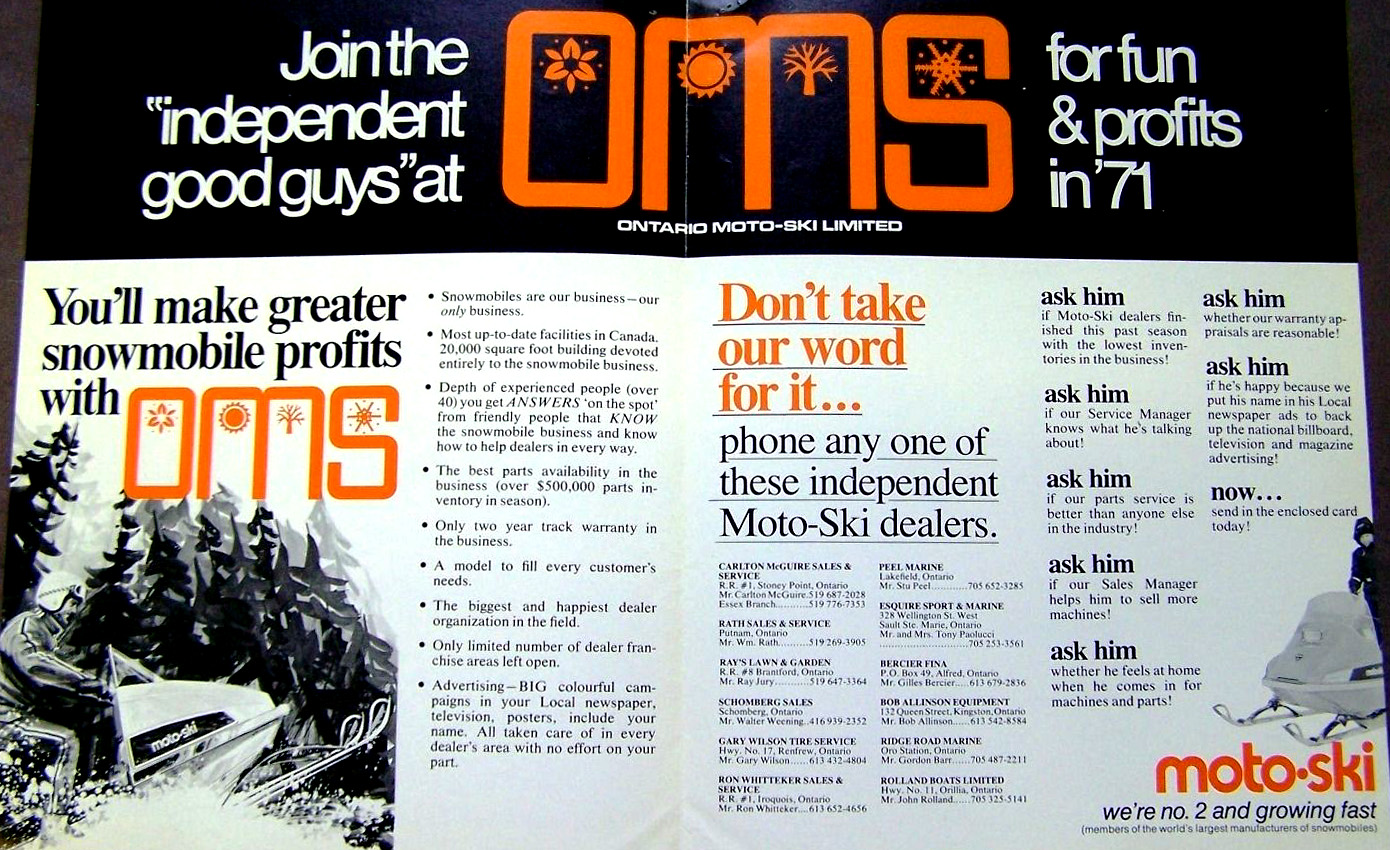 Join the
"independent
good guys" at
oms
ONTARIO MOTO-SKI LIMITED
for fun
& profits
in '71
You'll make greater
snowmobile profits
with oms
moto-ski
• Snowmobiles are our business—our
only business.
• Most up-to-date facilities in Canada.
20,000 square foot building devoted
entirely to the snowmobile business.
• Depth of experienced people (over
40) you get ANSWERS 'on the spot'
from friendly people that KNOW
the snowmobile business and know
how to help dealers in every way.
• The best parts availability in the
business (over $500,000 parts in-
ventory in season).
• Only two year track warranty in
the business.
• A model to fill every customer's
needs.
• The biggest and happiest dealer
organization in the field.
• Only limited number of dealer fran-
chise areas left open.
• Advertising—BIG colourful cam-
paigns in your Local newspaper,
television, posters, include your
name. All taken care of in every
dealer's area with no effort on your
part.
Don't take
our word
for it...
phone any one of
these independent
Moto-Ski dealers.
CARLTON McGUIRE SALES &
SERVICE
R.R. #1, Stoney Point, Ontario
Mr. Carlton McGuire.519 687-2028
Essex Branch..........519 776-7353
RATH SALES & SERVICE
Putnam, Ontario
Mr. Wm. Rath.........519 269-3905
RAY'S LAWN & GARDEN
R.R. #8 Brantford, Ontario
Mr. Ray Jury..........519 647-3364
SCHOMBERG SALES
Schomberg, Ontario
Mr. Walter Weening..416 939-2352
GARY WILSON TIRE SERVICE
Hwy. No. 17, Renfrew, Ontario
Mr. Gary Wilson.....613 432-4804
RON WHITTEKER SALES &
SERVICE
R.R. #1, Iroquois, Ontario
Mr. Ron Whitteker...613 652-4656
PEEL MARINE
Lakefield, Ontario
Mr. Stu Peel............705 652-3285
ESQUIRE SPORT & MARINE
328 Wellington St. West
Sault Ste. Marie, Ontario
Mr. and Mrs. Tony Paolucci
............................705 253-3561
BERCIER FINA
P.O. Box 49, Alfred, Ontario
Mr. Gilles Bercier....613 679-2836
BOB ALLINSON EQUIPMENT
132 Queen Street, Kingston, Ontario
Mr. Bob Allinson.....613 542-8584
RIDGE ROAD MARINE
Oro Station, Ontario
Mr. Gordon Barr.....705 487-2211
ROLLAND BOATS LIMITED
Hwy. No. 11, Orillia, Ontario
Mr. John Rolland.....705 325-5141
ask him
if Moto-Ski dealers fin-
ished this past season
with the lowest inven-
tories in the business!
ask him
if our Service Manager
knows what he's talking
about!
ask him
if our parts service is
better than anyone else
in the industry!
ask him
if our Sales Manager
helps him to sell more
machines!
ask him
whether he feels at home
when he comes in for
machines and parts!
ask him
whether our warranty ap-
praisals are reasonable!
ask him
if he's happy because we
put his name in his Local
newspaper ads to back
up the national billboard,
television and magazine
advertising!
now...
send in the enclosed card
today!
moto•ski
we're no. 2 and growing fast
(members of the world's largest manufacturers of snowmobiles)